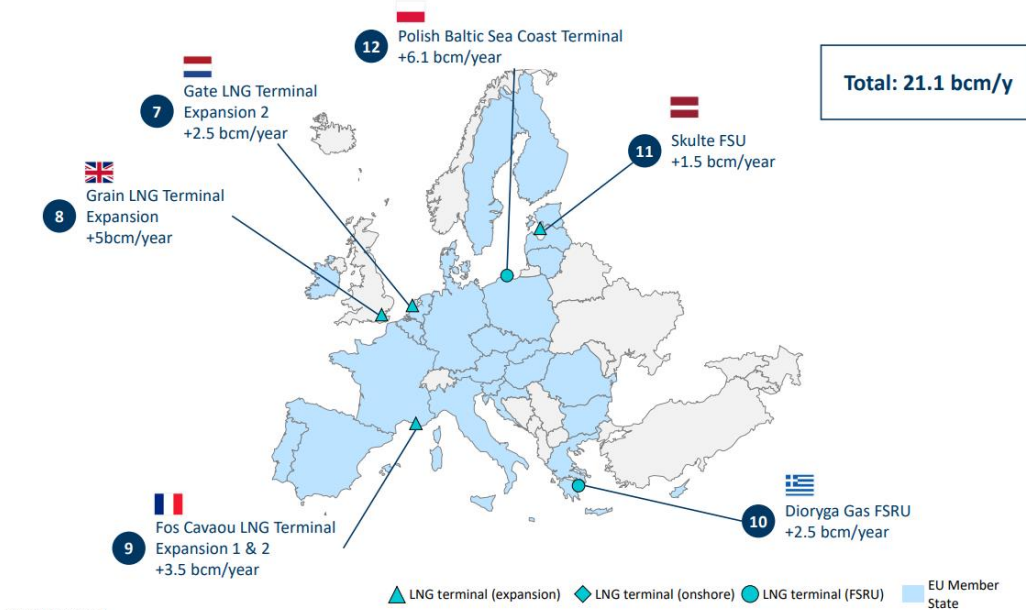 12
Polish Baltic Sea Coast Terminal
+6.1 bcm/year
Total: 21.1 bcm/y
7
Gate LNG Terminal
Expansion 2
+2.5 bcm/year
11
Skulte FSU
+1.5 bcm/year
8
Grain LNG Terminal
Expansion
+5bcm/year
9
Fos Cavaou LNG Terminal
Expansion 1 & 2
+3.5 bcm/year
10
Dioryga Gas FSRU
+2.5 bcm/year
LNG terminal (expansion)
LNG terminal (onshore)
LNG terminal (FSRU)
EU Member
State